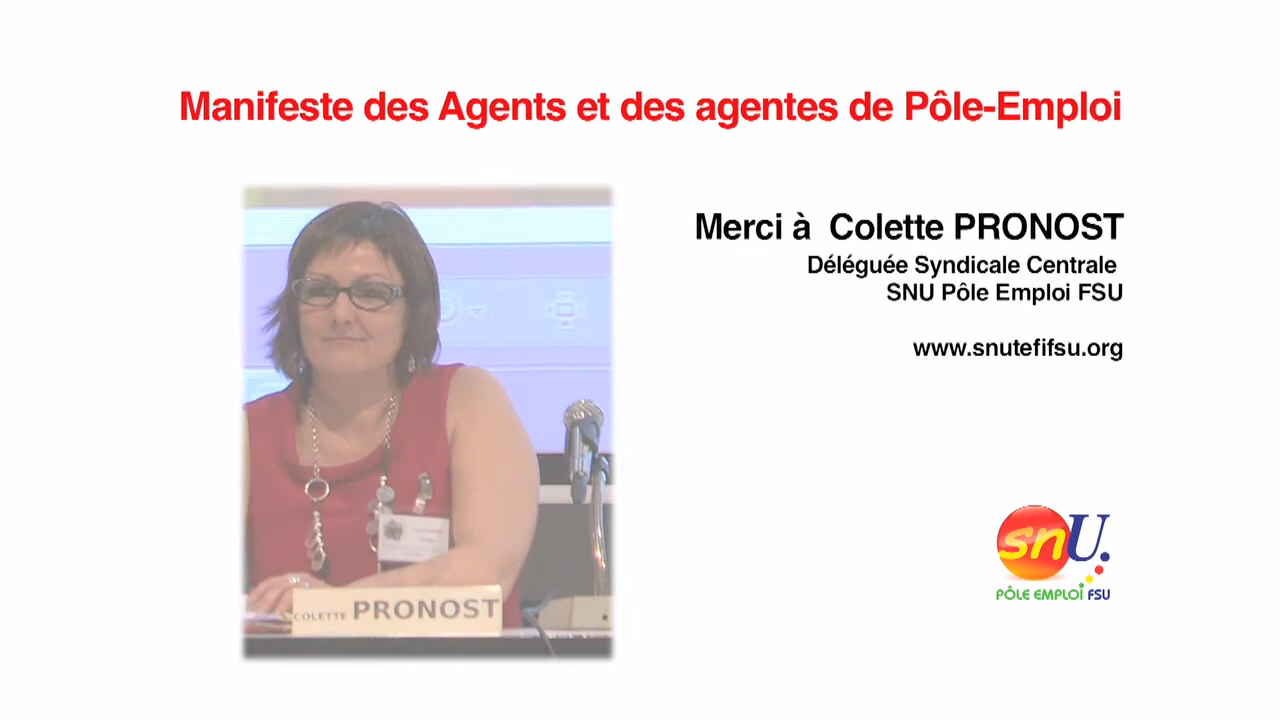 Manifeste des Agents et des agentes de Pôle-Emploi
Merci à Colette PRONOST
Déléguée Syndicale Centrale
SNU Pôle Emploi FSU
www.snutefifsu.org
COLETTE PRONOST
snU.
PÔLE EMPLOI FSU